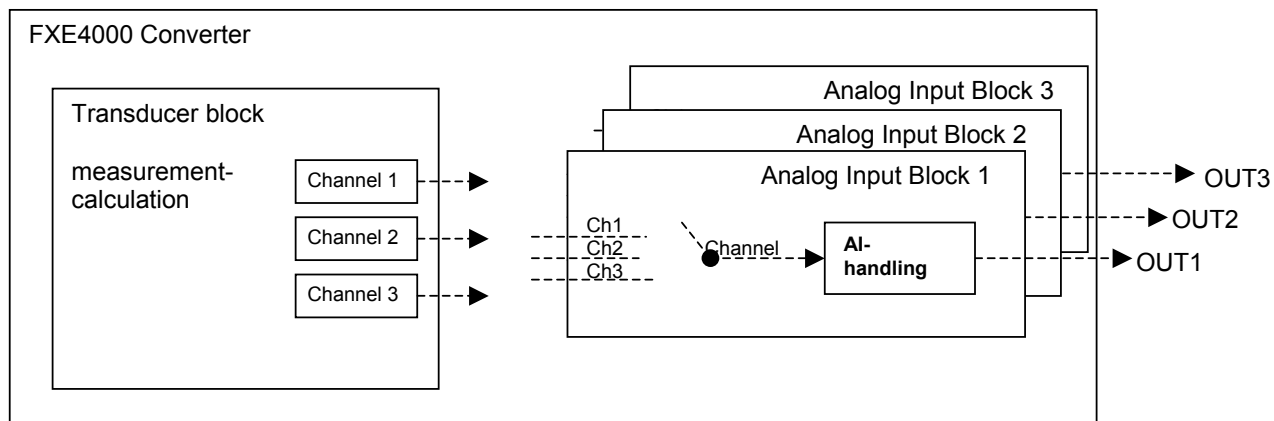 FXE4000 Converter
Transducer block
measurement-
calculation
Channel 1
Channel 2
Channel 3
Analog Input Block 3
Analog Input Block 2
Analog Input Block 1
Ch1
Ch2
Ch3
Channel
AI-
handling
OUT3
OUT2
OUT1